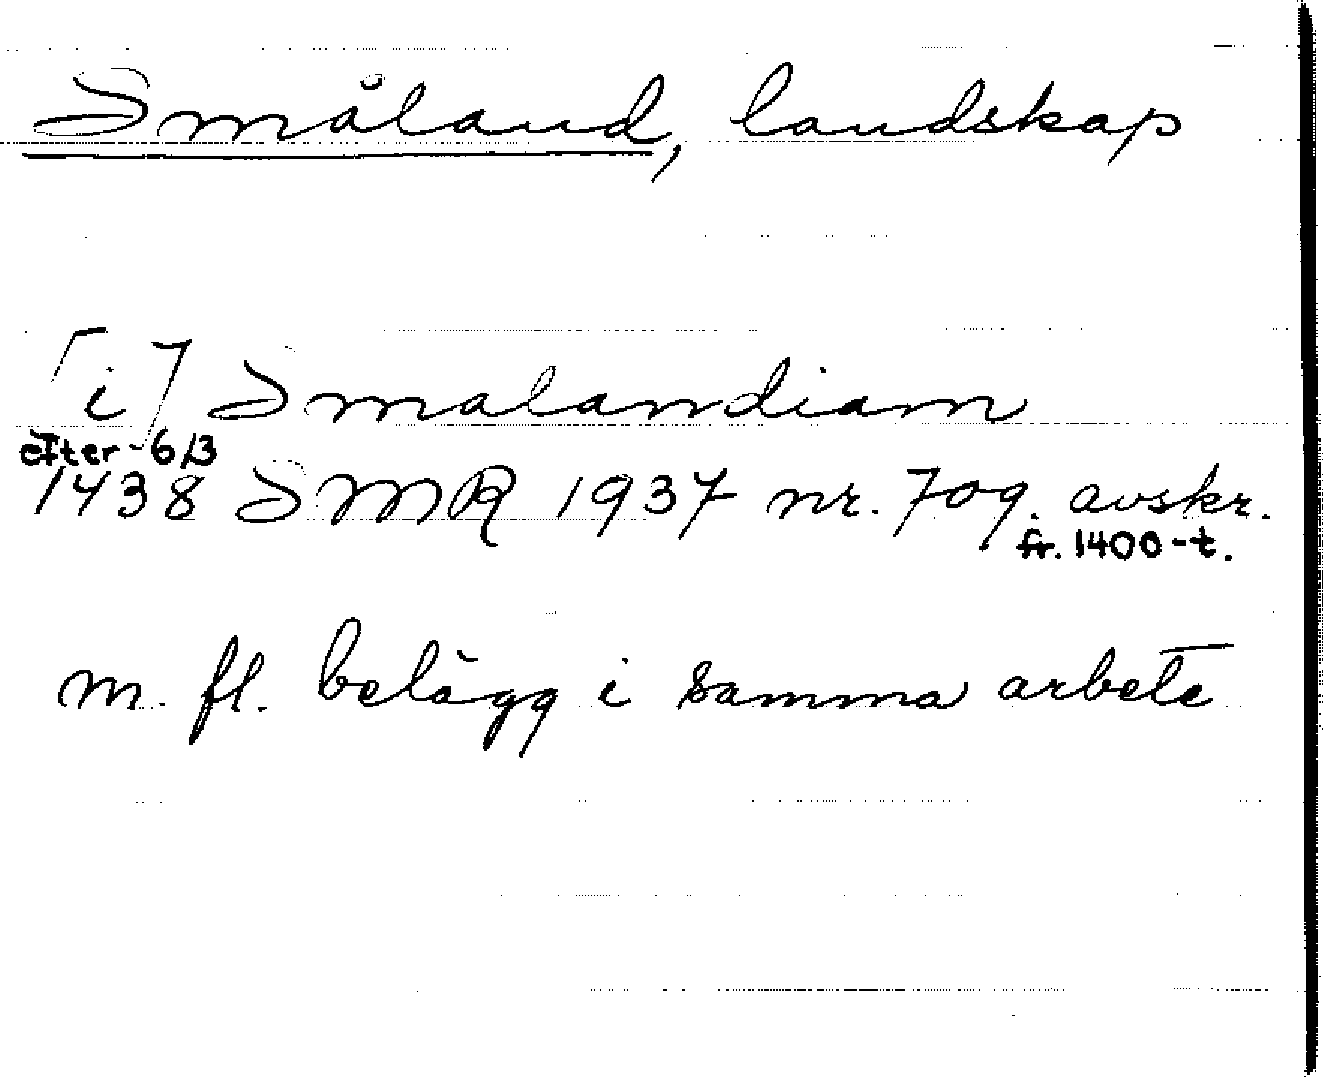 Småland, landskap
[i] Smalandiam
efter 6/3
1438 SMR 1937 nr. 709. avskr.
fr. 1400-t.
m. fl. belägg i samma arbete